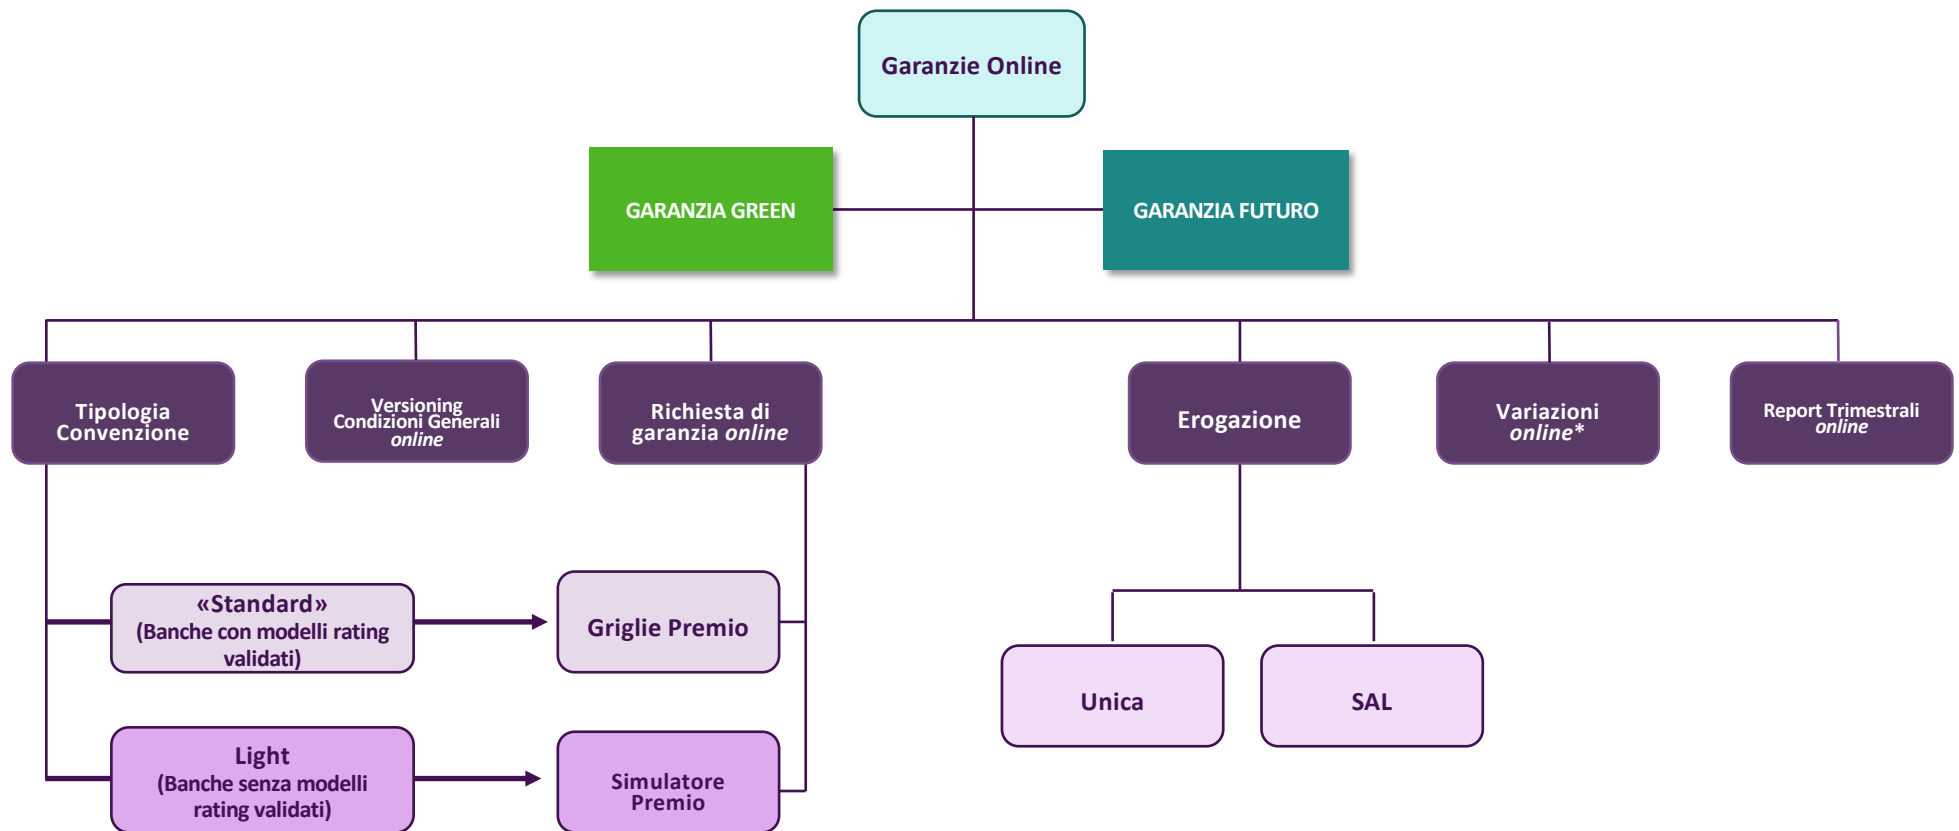 Garanzie Online
GARANZIA GREEN
GARANZIA FUTURO
Tipologia
Convenzione
Versioning
Condizioni Generali
online
Richiesta di
garanzia online
Erogazione
Variazioni
online*
Report Trimestrali
online
«Standard»
(Banche con modelli rating
validati)
Griglie Premio
Unica
SAL
Light
(Banche senza modelli
rating validati)
Simulatore
Premio